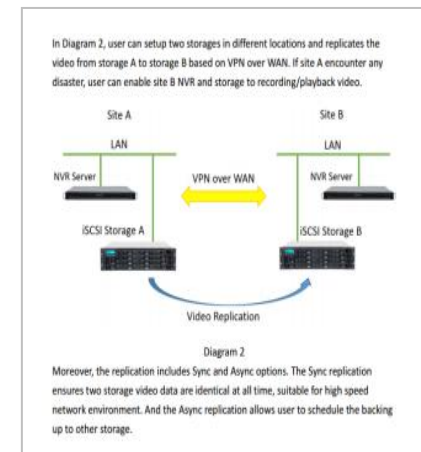 In Diagram 2, user can setup two storages in different locations and replicates the
video from storage A to storage B based on VPN over WAN. If site A encounter any
disaster, user can enable site B NVR and storage to recording/playback video.
Site A
Site B
LAN
LAN
NVR Server
VPN over WAN
NVR Server
iSCSI Storage A
iSCSI Storage B
Video Replication
Diagram 2
Moreover, the replication includes Sync and Async options. The Sync replication
ensures two storage video data are identical at all time, suitable for high speed
network environment. And the Async replication allows user to schedule the backing
up to other storage.